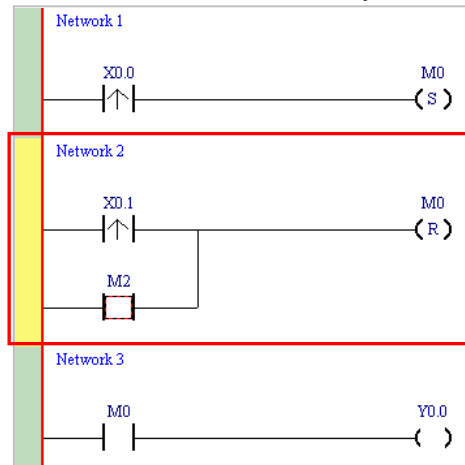 Network 1
X0.0 M0
S
Network 2
X0.1 M0
R
M2
Network 3
M0 Y0.0